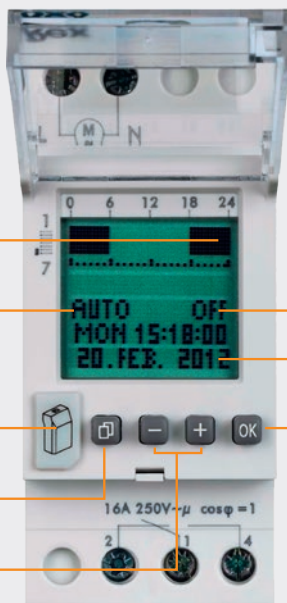 rex
L M N
0 6 12 18 24
1
7
AUTO OFF
MON 15:18:00
20. FEB. 2012
− + OK
16A 250V~µ cosφ=1
2 1 4